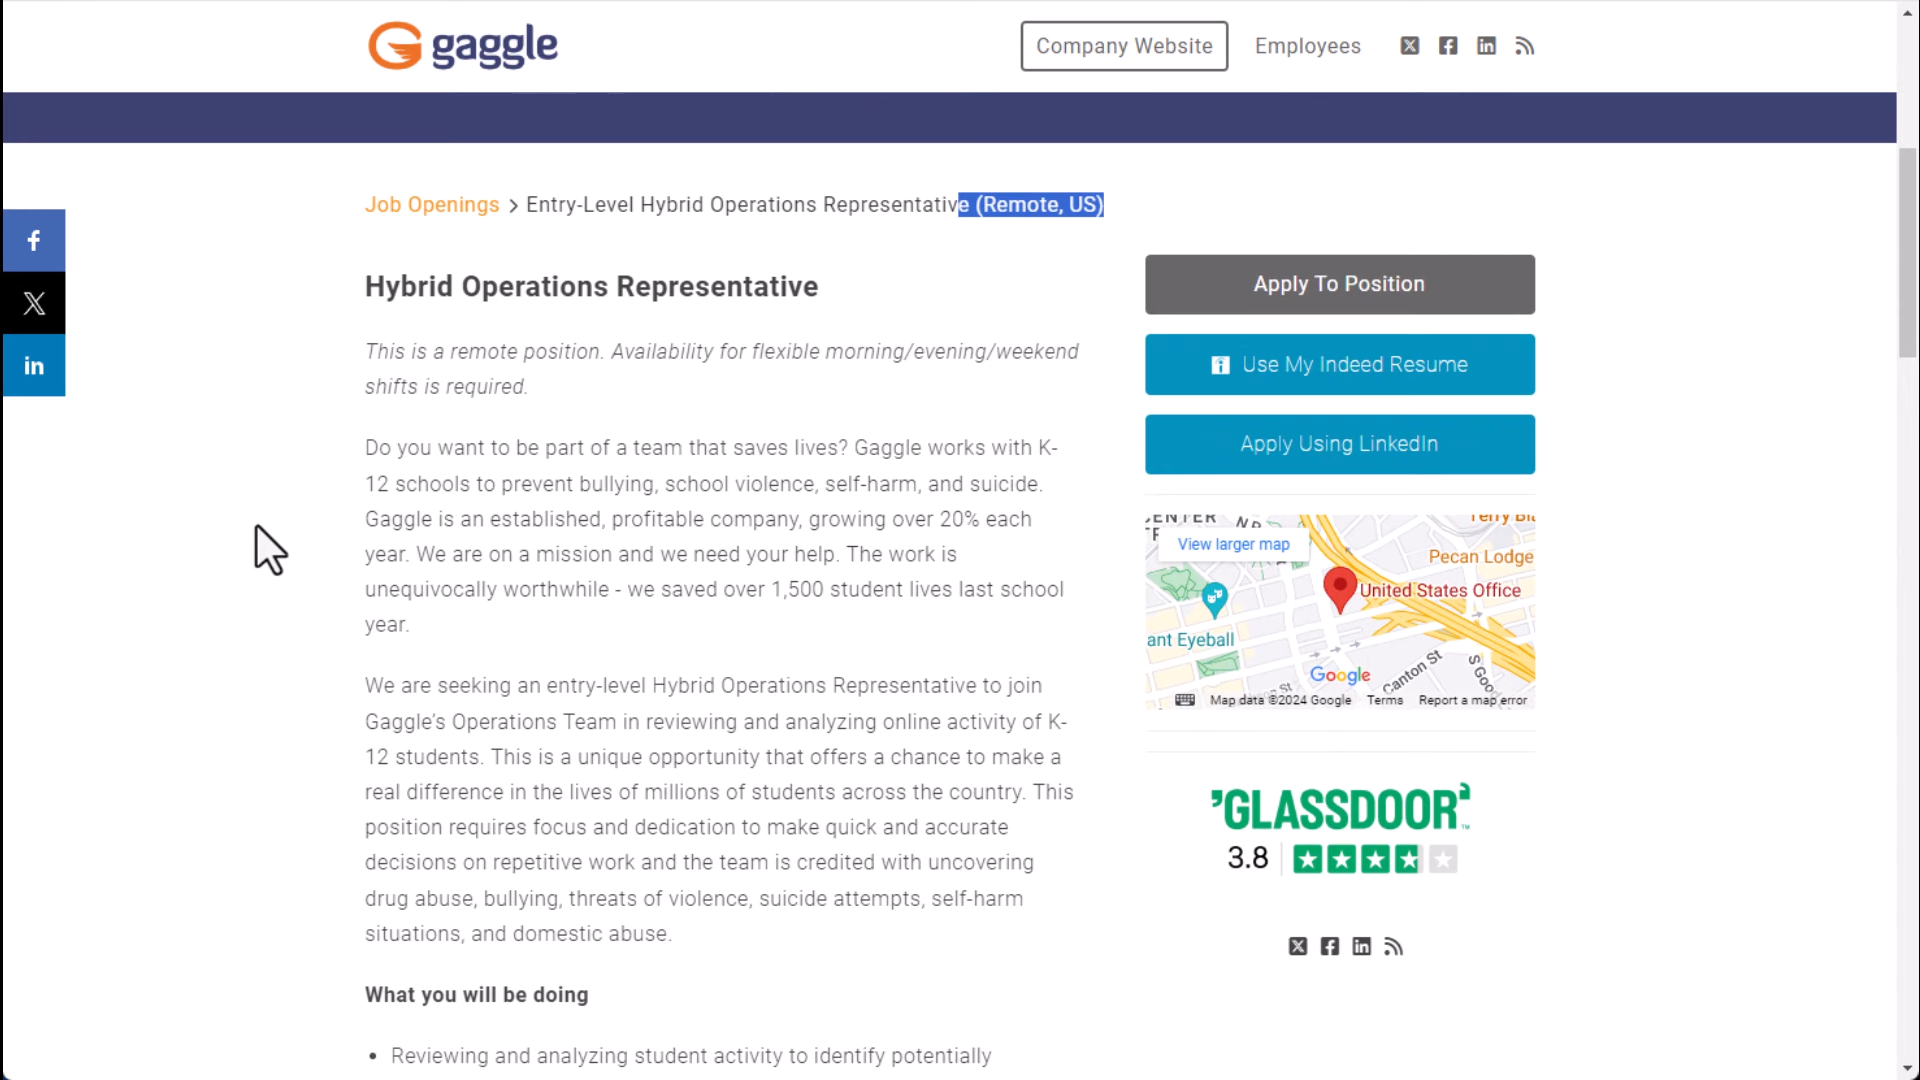 gaggle
Company Website
Employees
Job Openings > Entry-Level Hybrid Operations Representative (Remote, US)
Hybrid Operations Representative
This is a remote position. Availability for flexible morning/evening/weekend
shifts is required.
Do you want to be part of a team that saves lives? Gaggle works with K-
12 schools to prevent bullying, school violence, self-harm, and suicide.
Gaggle is an established, profitable company, growing over 20% each
year. We are on a mission and we need your help. The work is
unequivocally worthwhile - we saved over 1,500 student lives last school
year.
We are seeking an entry-level Hybrid Operations Representative to join
Gaggle’s Operations Team in reviewing and analyzing online activity of K-
12 students. This is a unique opportunity that offers a chance to make a
real difference in the lives of millions of students across the country. This
position requires focus and dedication to make quick and accurate
decisions on repetitive work and the team is credited with uncovering
drug abuse, bullying, threats of violence, suicide attempts, self-harm
situations, and domestic abuse.
What you will be doing
• Reviewing and analyzing student activity to identify potentially
Apply To Position
Use My Indeed Resume
Apply Using LinkedIn
View larger map
Pecan Lodge
United States Office
ant Eyeball
Canton St
S Goo
Google
Map data ©2024 Google
Terms
Report a map error
GLASSDOOR
3.8